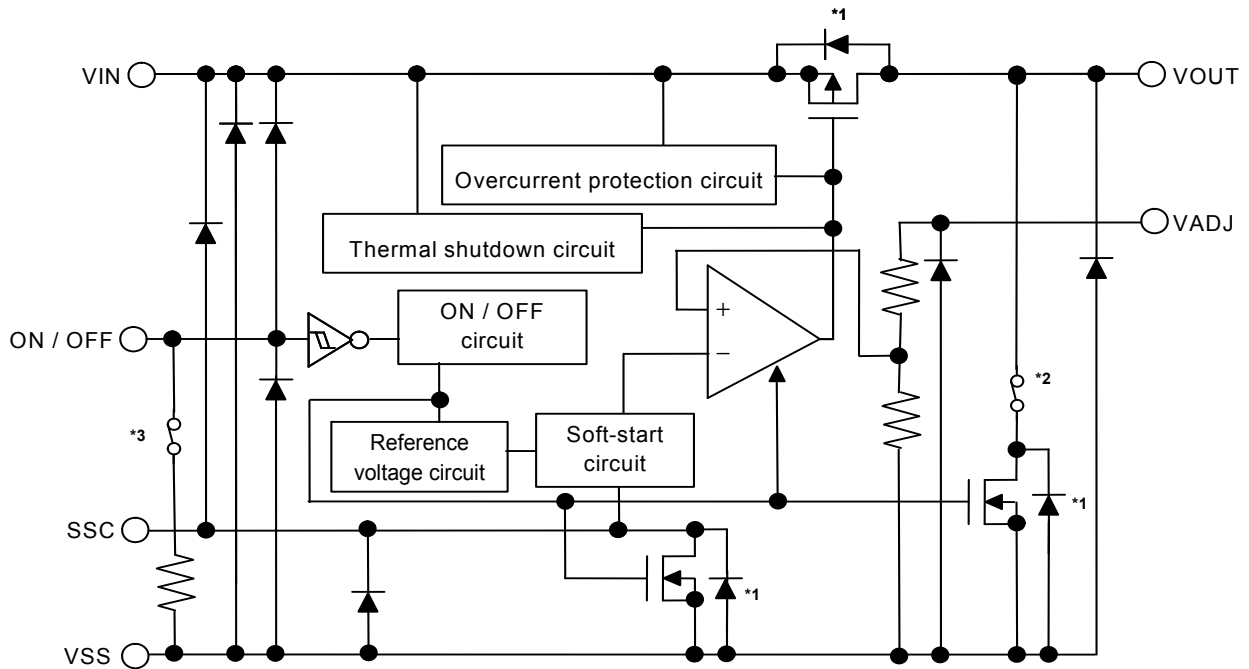 *1
VIN
VOUT
Overcurrent protection circuit
Thermal shutdown circuit
VADJ
ON / OFF
ON / OFF
circuit
+
−
*2
*3
Reference
voltage circuit
Soft-start
circuit
*1
SSC
*1
VSS